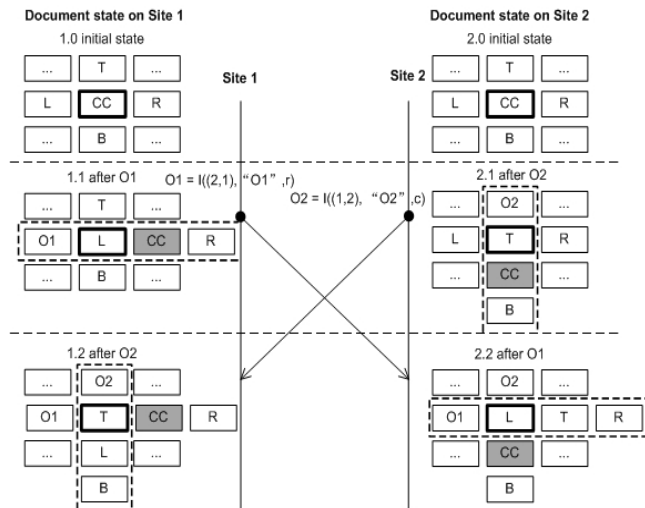 Document state on Site 1
Document state on Site 2
1.0 initial state
2.0 initial state
... T ...
... T ...
Site 1
Site 2
L CC R
L CC R
... B ...
... B ...
1.1 after O1
O1 = I((2,1), “O1” ,r)
2.1 after O2
... T ...
O2 = I((1,2), “O2” ,c)
... O2 ...
O1 L CC R
L T R
... B ...
... CC ...
B
1.2 after O2
2.2 after O1
... O2 ...
... O2 ...
O1 T CC R
O1 L T R
... L ...
... CC ...
B
B